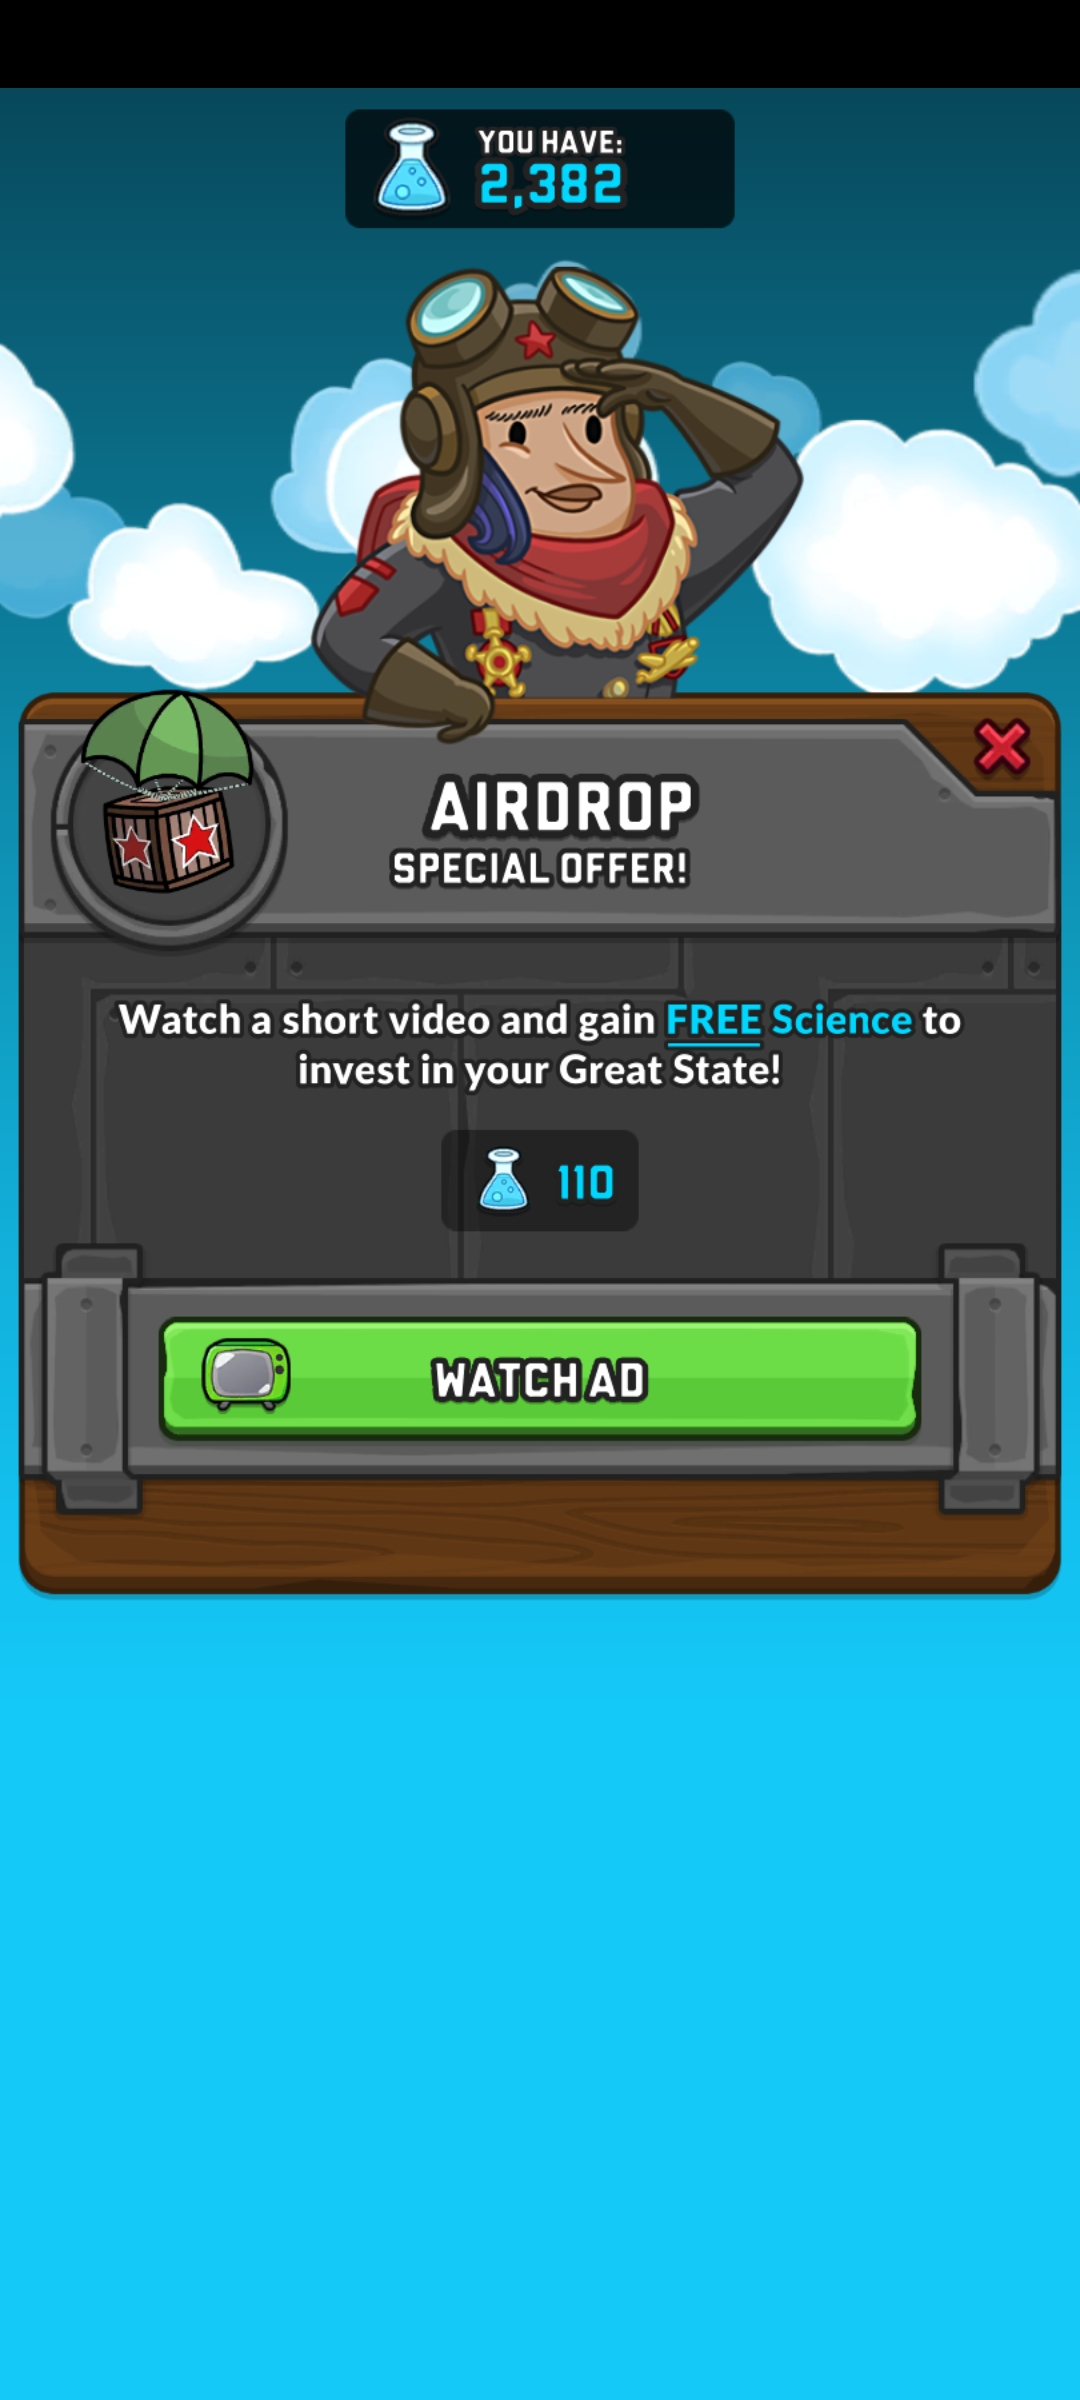 YOU HAVE:
2,382
AIRDROP
SPECIAL OFFER!
Watch a short video and gain FREE Science to
invest in your Great State!
110
WATCH AD